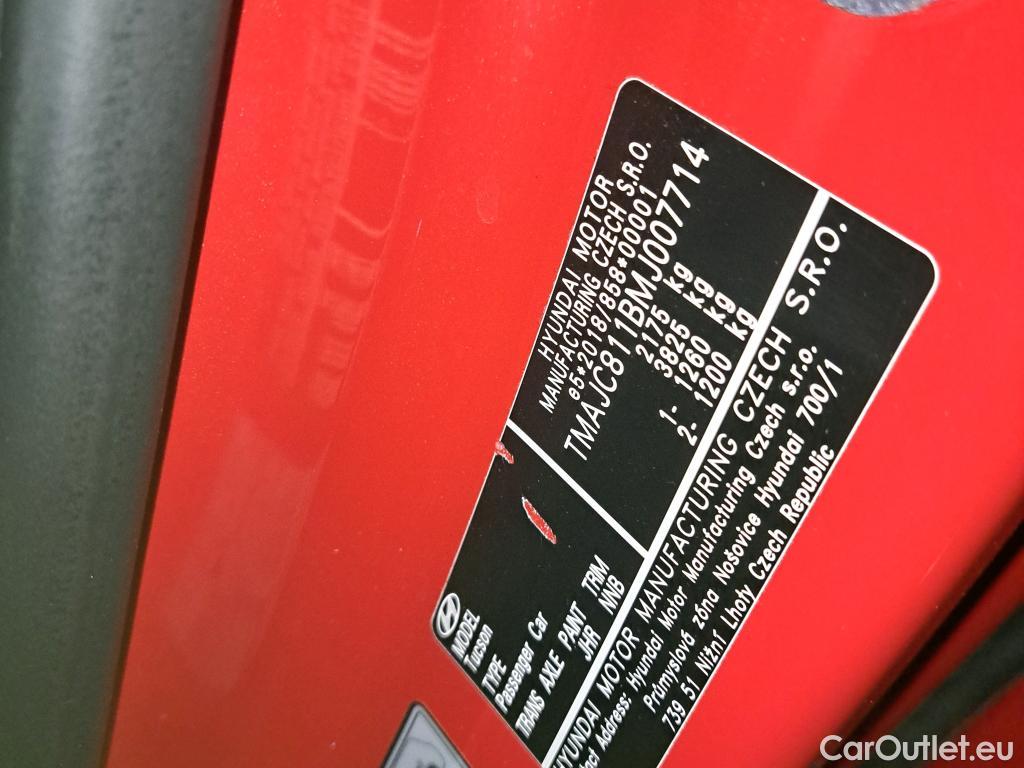 HYUNDAI MOTOR
MANUFACTURING CZECH S.R.O.
e5*2018/858*00001
TMAJC811BMJ007714
2175 kg
3825 kg
1- 1260 kg
2- 1200 kg
MODEL
Tucson
TYPE
Passenger Car
TRANS AXLE PANT TRIM
JHR NNB
HYUNDAI MOTOR MANUFACTURING CZECH S.R.O.
Address: Hyundai Motor Manufacturing Czech s.r.o.
Průmyslová zóna Nošovice Hyundai 700/1
739 51 Nižní Lhoty Czech Republic
CarOutlet.eu